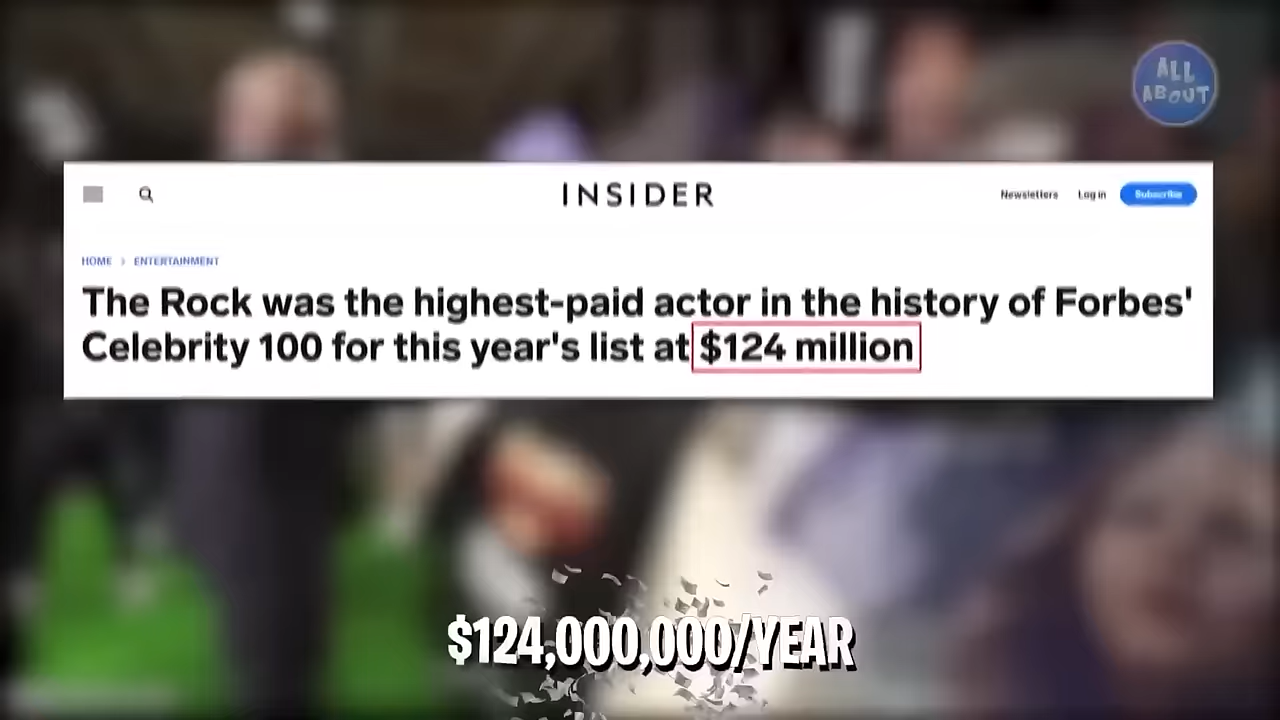 ALL
ABOUT
INSIDER
Newsletters Log in Subscribe
HOME > ENTERTAINMENT
The Rock was the highest-paid actor in the history of Forbes'
Celebrity 100 for this year's list at $124 million
$124,000,000/YEAR